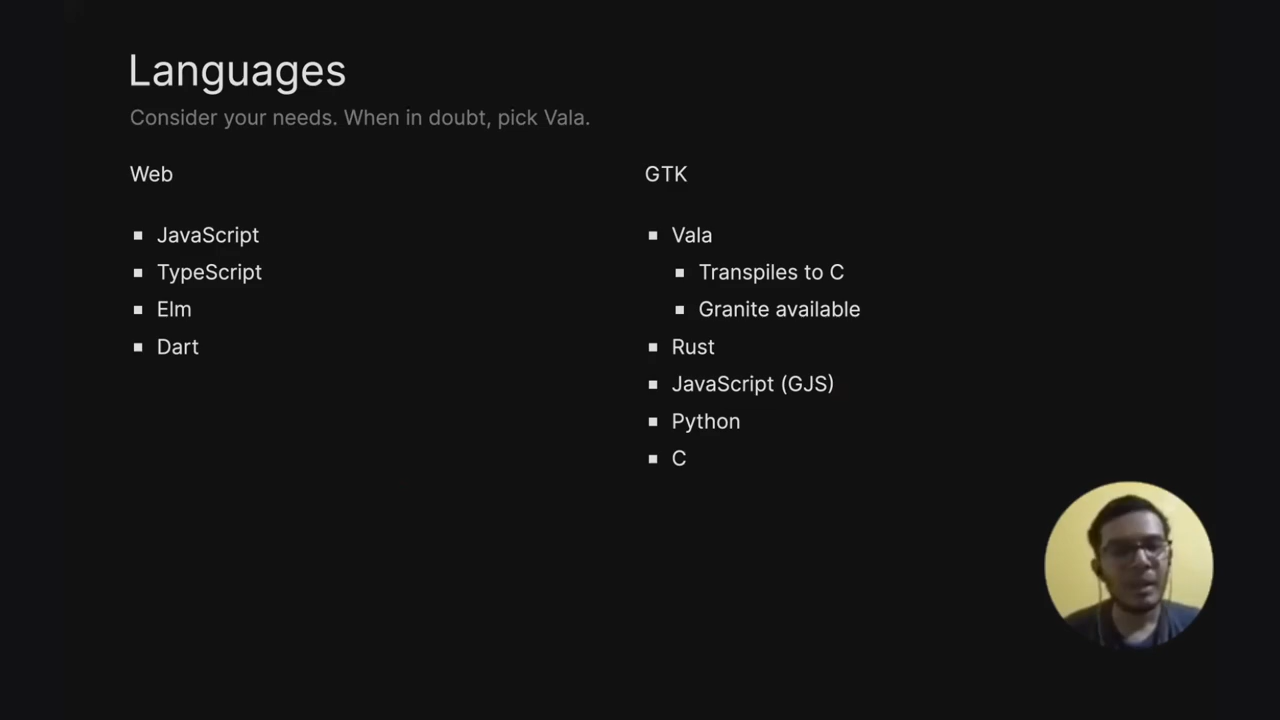 Languages
Consider your needs. When in doubt, pick Vala.
Web
JavaScript
TypeScript
Elm
Dart
GTK
Vala
Transpiles to C
Granite available
Rust
JavaScript (GJS)
Python
C